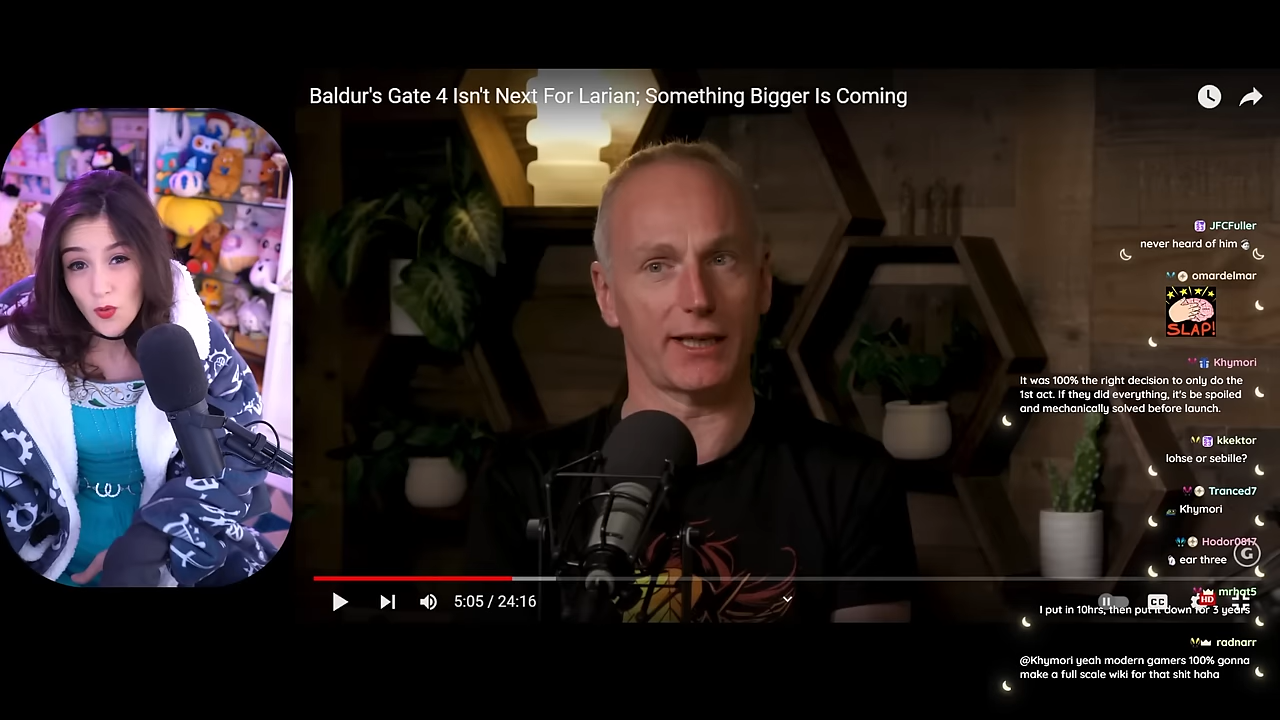 Baldur's Gate 4 Isn't Next For Larian; Something Bigger Is Coming
JFCFuller
never heard of him
omardelmar
SLAP!
Khymori
It was 100% the right decision to only do the
1st act. If they did everything, it's be spoiled
and mechanically solved before launch.
kkektor
lohse or sebille?
Tranced7
Khymori
Hodor0817
G
ear three
mrhat5
I put in 10hrs, then put it down for 3 years
CC
HD
5:05 / 24:16
radnarr
@Khymori yeah modern gamers 100% gonna
make a full scale wiki for that shit haha